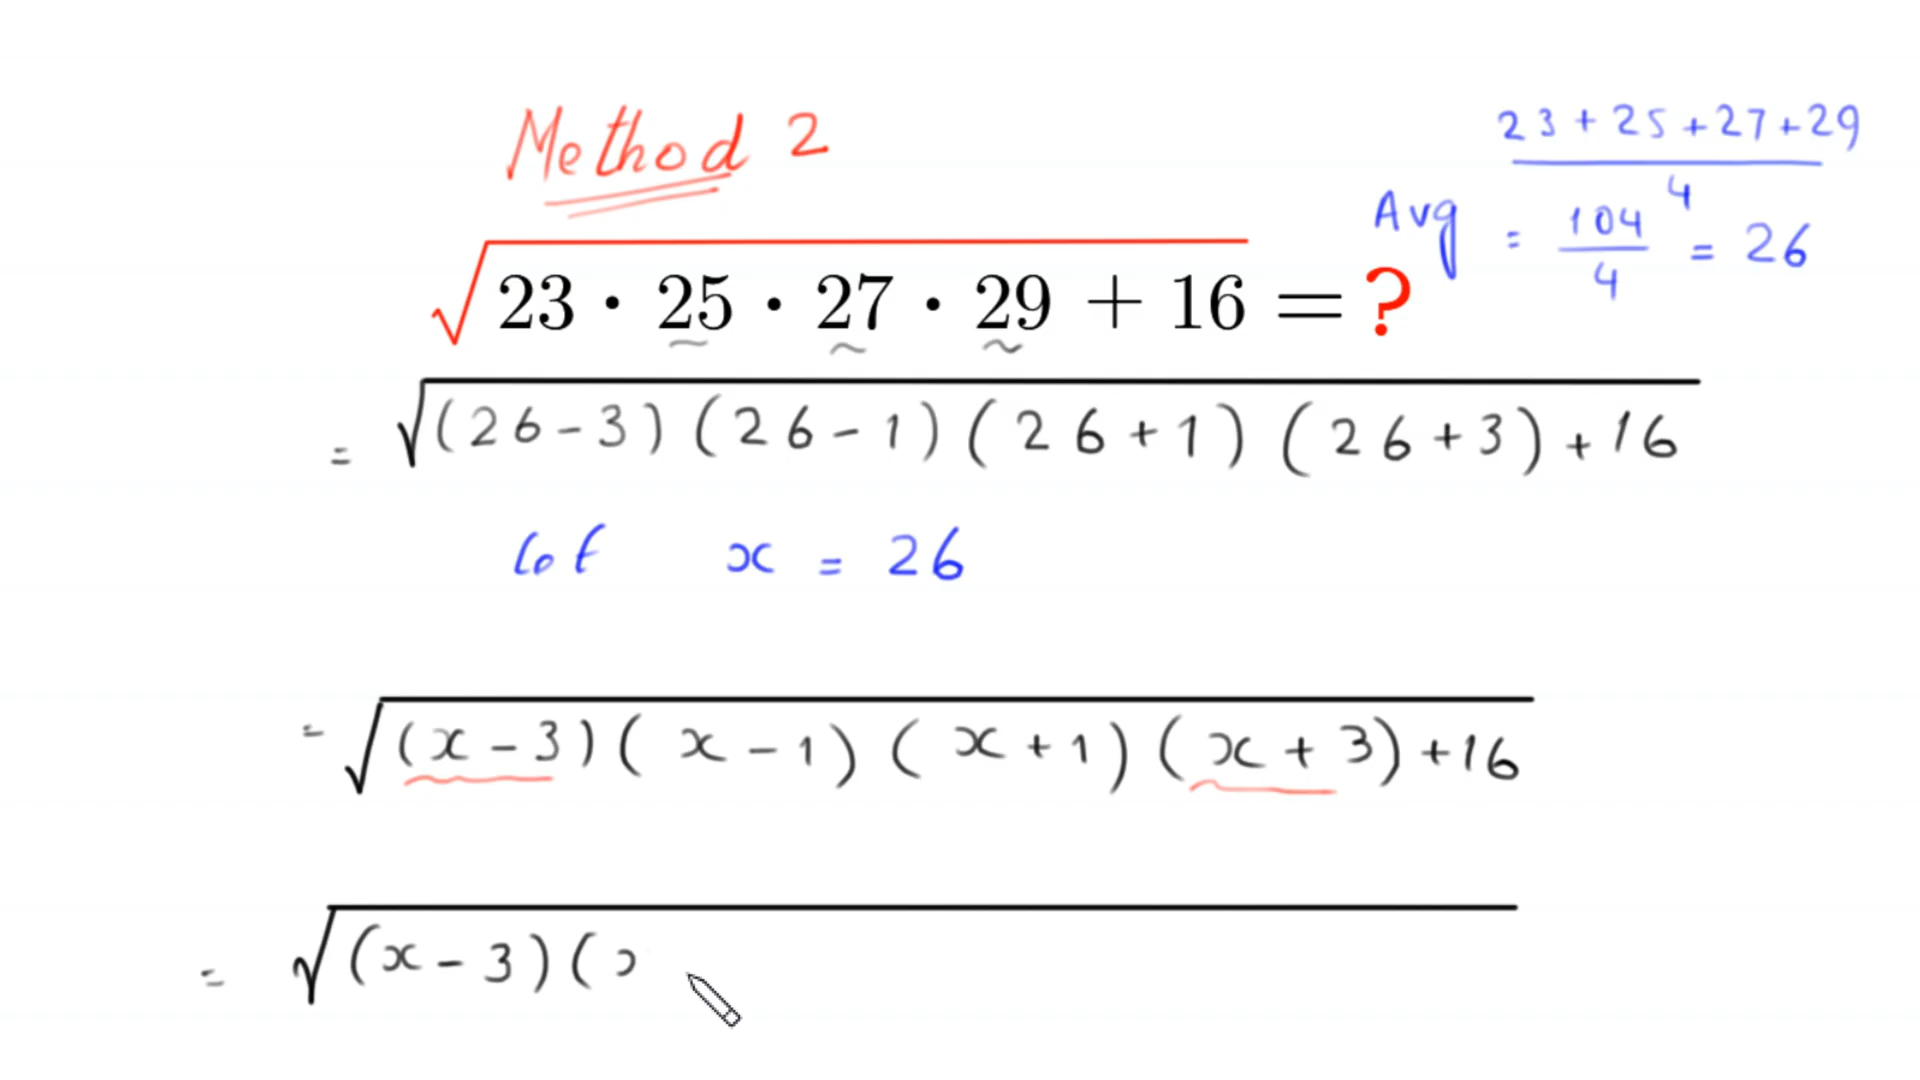 Method 2
23 + 25 + 27 + 29
4
Avg = 104/4 = 26
√23 · 25 · 27 · 29 + 16 = ?
= √(26 - 3) (26 - 1) (26 + 1) (26 + 3) + 16
let x = 26
= √(x - 3) (x - 1) (x + 1) (x + 3) + 16
= √(x - 3) (